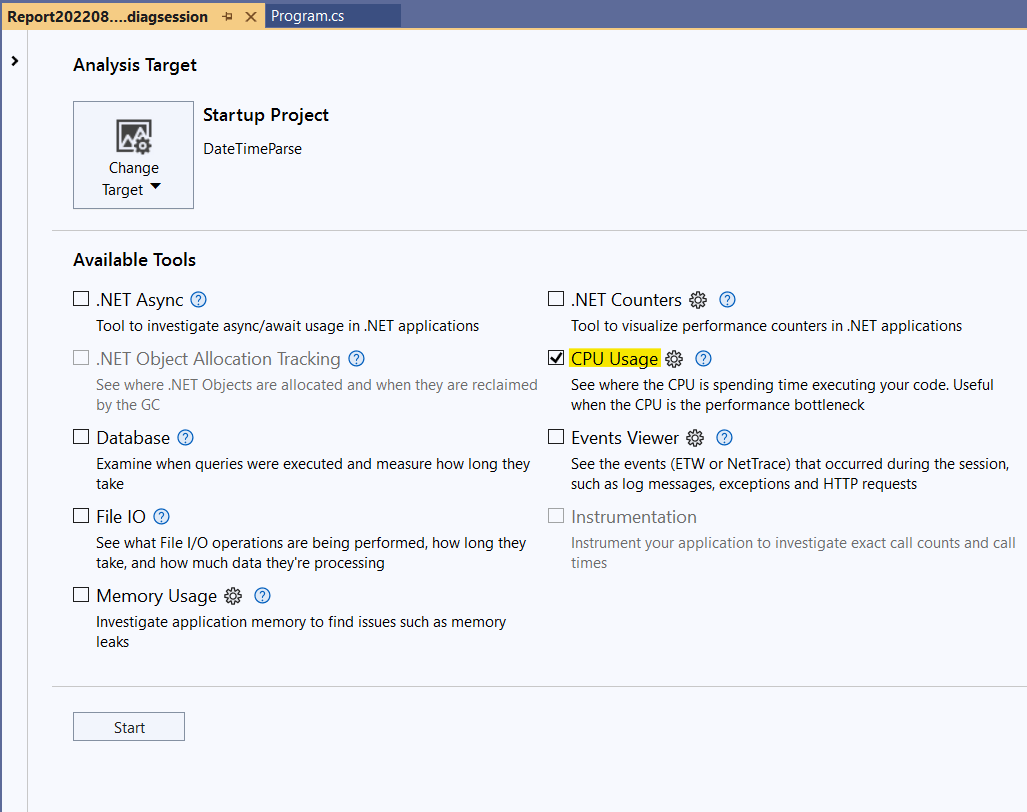 Report202208....diagsession
Program.cs
Analysis Target
Change
Target
Startup Project
DateTimeParse
Available Tools
.NET Async
Tool to investigate async/await usage in .NET applications
.NET Object Allocation Tracking
See where .NET Objects are allocated and when they are reclaimed
by the GC
Database
Examine when queries were executed and measure how long they
take
File IO
See what File I/O operations are being performed, how long they
take, and how much data they're processing
Memory Usage
Investigate application memory to find issues such as memory
leaks
.NET Counters
Tool to visualize performance counters in .NET applications
CPU Usage
See where the CPU is spending time executing your code. Useful
when the CPU is the performance bottleneck
Events Viewer
See the events (ETW or NetTrace) that occurred during the session,
such as log messages, exceptions and HTTP requests
Instrumentation
Instrument your application to investigate exact call counts and call
times
Start